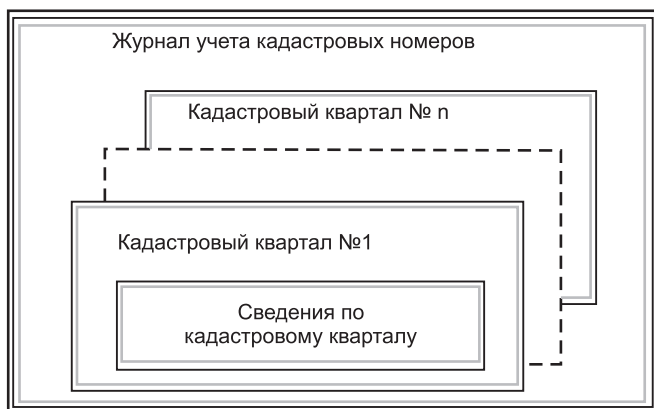 Журнал учета кадастровых номеров
Кадастровый квартал № n
Кадастровый квартал №1
Сведения по
кадастровому кварталу